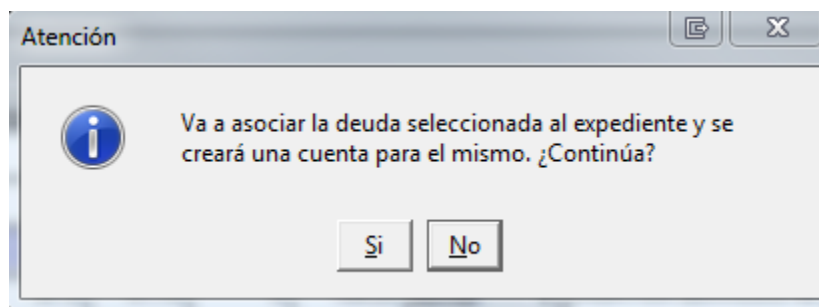 Atención
Va a asociar la deuda seleccionada al expediente y se
creará una cuenta para el mismo. ¿Continúa?
Si
No